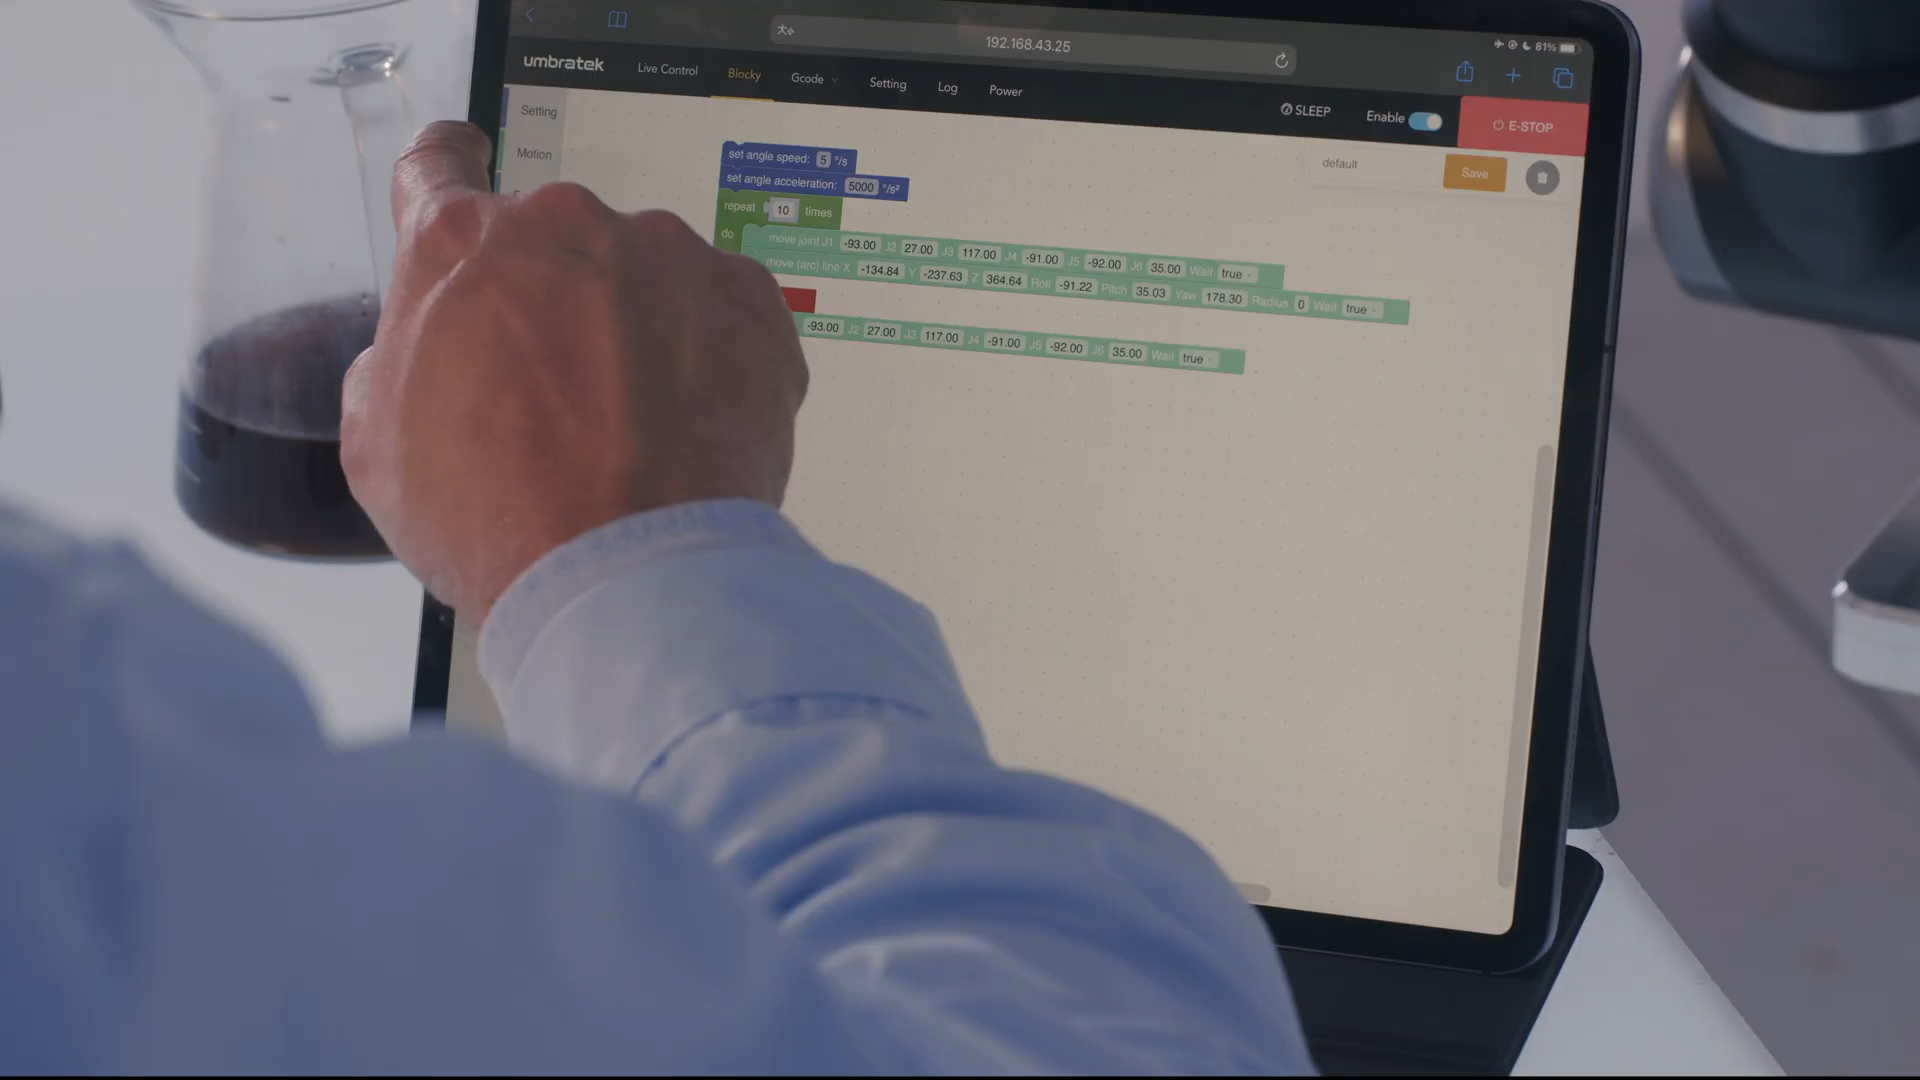 大小 192.168.43.25 81%
umbratek Live Control Blocky Gcode Setting Log Power SLEEP Enable E-STOP
Setting
Motion
default Save
set angle speed: 5 °/s
set angle acceleration: 5000 °/s²
repeat 10 times
do
move joint J1 -93.00 J2 27.00 J3 117.00 J4 -91.00 J5 -92.00 J6 35.00 Wait true
move (arc) line X -134.84 Y -237.63 Z 364.64 Roll -91.22 Pitch 35.03 Yaw 178.30 Radius 0 Wait true
-93.00 J2 27.00 J3 117.00 J4 -91.00 J5 -92.00 J6 35.00 Wait true